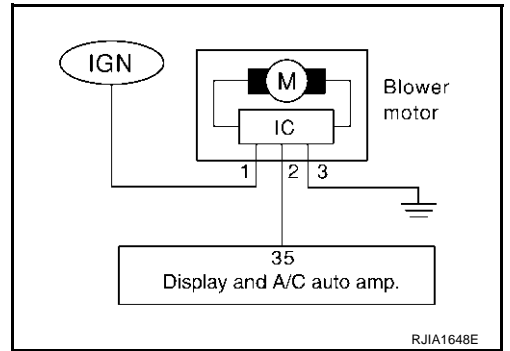 IGN
M
Blower
motor
IC
1 2 3
35
Display and A/C auto amp.
RJIA1648E